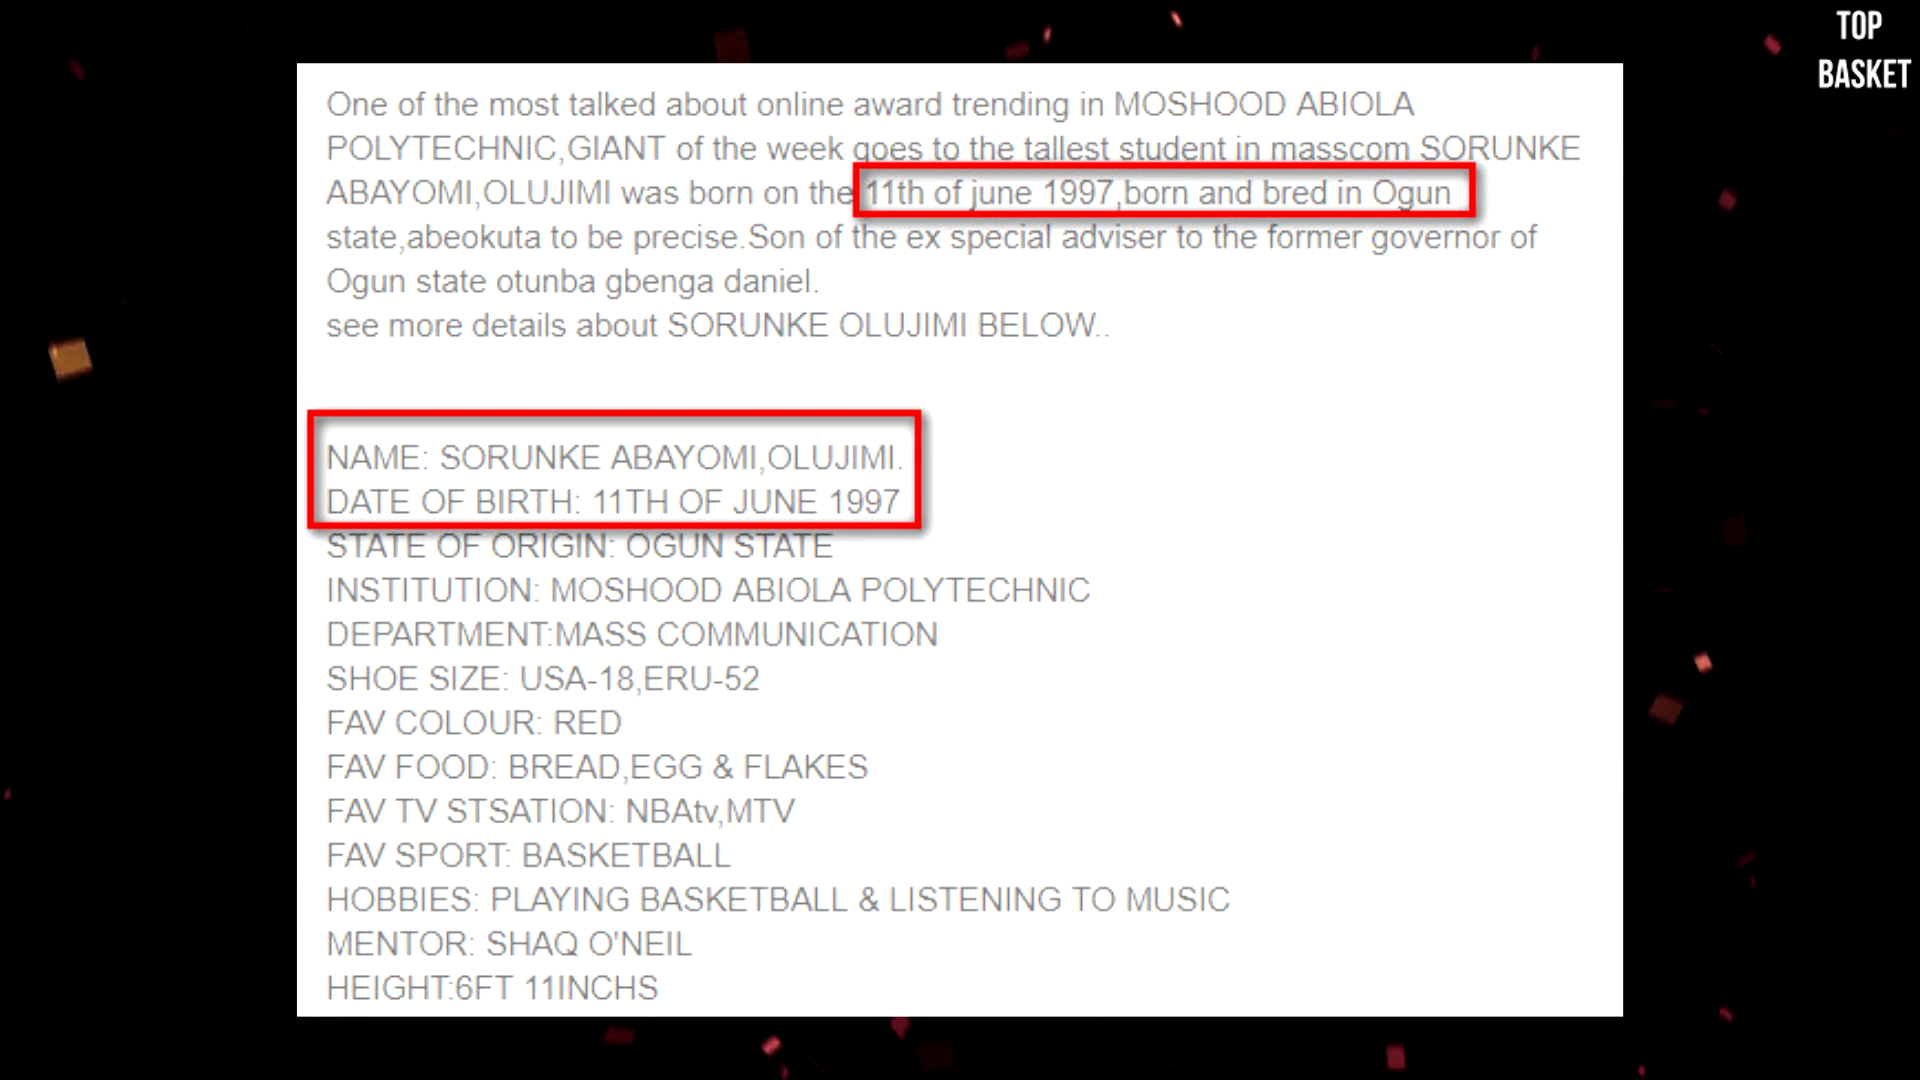 TOP
BASKET
One of the most talked about online award trending in MOSHOOD ABIOLA
POLYTECHNIC,GIANT of the week goes to the tallest student in masscom SORUNKE
ABAYOMI,OLUJIMI was born on the 11th of june 1997,born and bred in Ogun
state,abeokuta to be precise.Son of the ex special adviser to the former governor of
Ogun state otunba gbenga daniel.
see more details about SORUNKE OLUJIMI BELOW..
NAME: SORUNKE ABAYOMI,OLUJIMI.
DATE OF BIRTH: 11TH OF JUNE 1997
STATE OF ORIGIN: OGUN STATE
INSTITUTION: MOSHOOD ABIOLA POLYTECHNIC
DEPARTMENT:MASS COMMUNICATION
SHOE SIZE: USA-18,ERU-52
FAV COLOUR: RED
FAV FOOD: BREAD,EGG & FLAKES
FAV TV STSATION: NBAtv,MTV
FAV SPORT: BASKETBALL
HOBBIES: PLAYING BASKETBALL & LISTENING TO MUSIC
MENTOR: SHAQ O'NEIL
HEIGHT:6FT 11INCHS